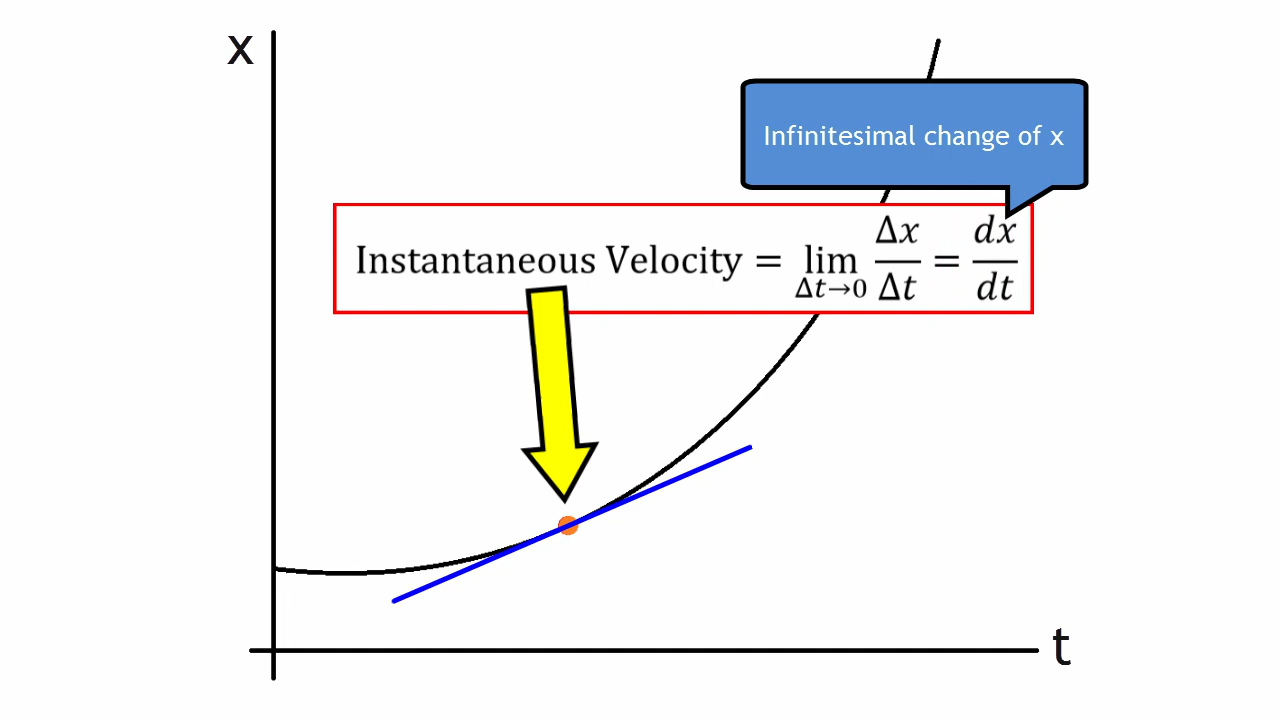 x
Infinitesimal change of x
Instantaneous Velocity = lim Δt→0 Δx/Δt = dx/dt
t